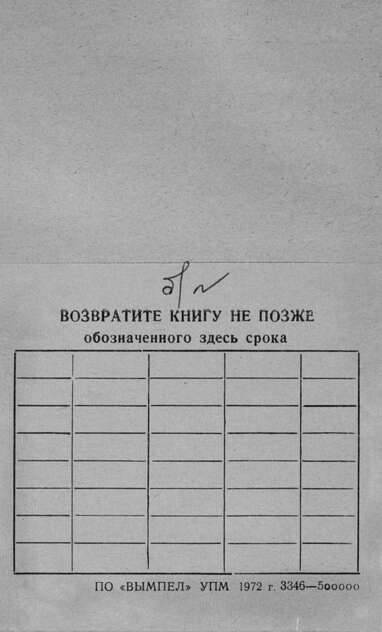 ВОЗВРАТИТЕ КНИГУ НЕ ПОЗЖЕ
обозначенного здесь срока
ПО «ВЫМПЕЛ» УПМ 1972 г. 3346—500000